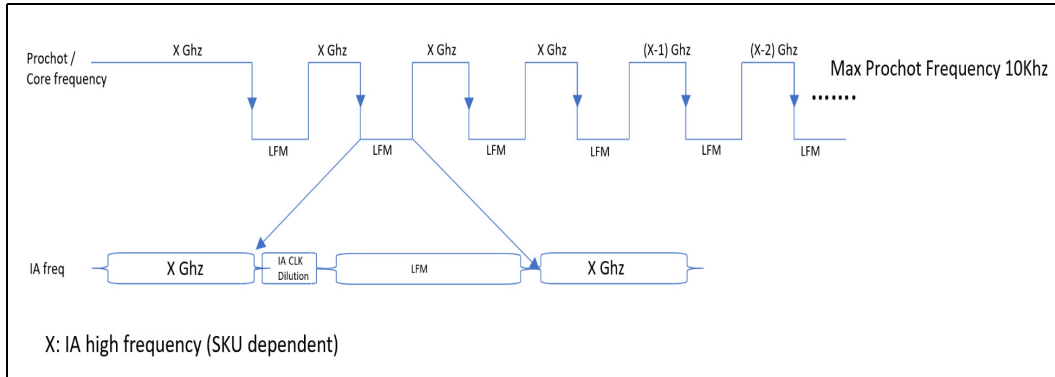 X Ghz
X Ghz
X Ghz
X Ghz
(X-1) Ghz
(X-2) Ghz
Prochot /
Core frequency
Max Prochot Frequency 10Khz
.......
LFM
LFM
LFM
LFM
LFM
LFM
IA freq
X Ghz
IA CLK
Dilution
LFM
X Ghz
X: IA high frequency (SKU dependent)